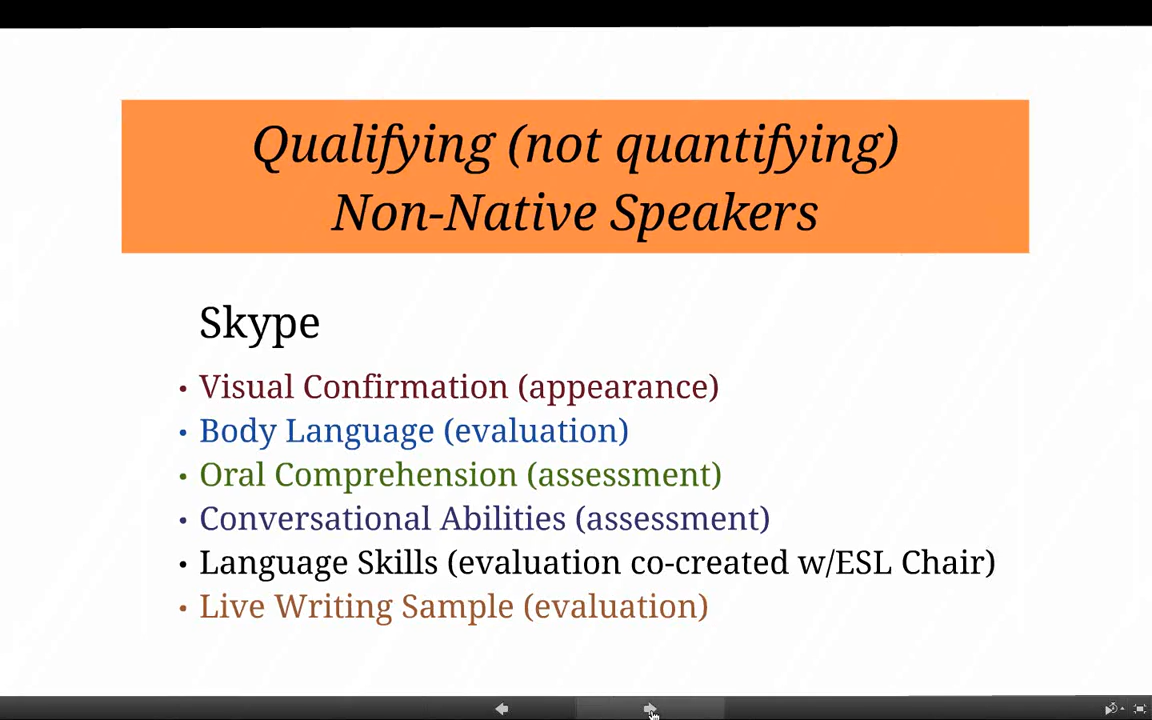 Qualifying (not quantifying)
Non-Native Speakers
Skype
• Visual Confirmation (appearance)
• Body Language (evaluation)
• Oral Comprehension (assessment)
• Conversational Abilities (assessment)
• Language Skills (evaluation co-created w/ESL Chair)
• Live Writing Sample (evaluation)